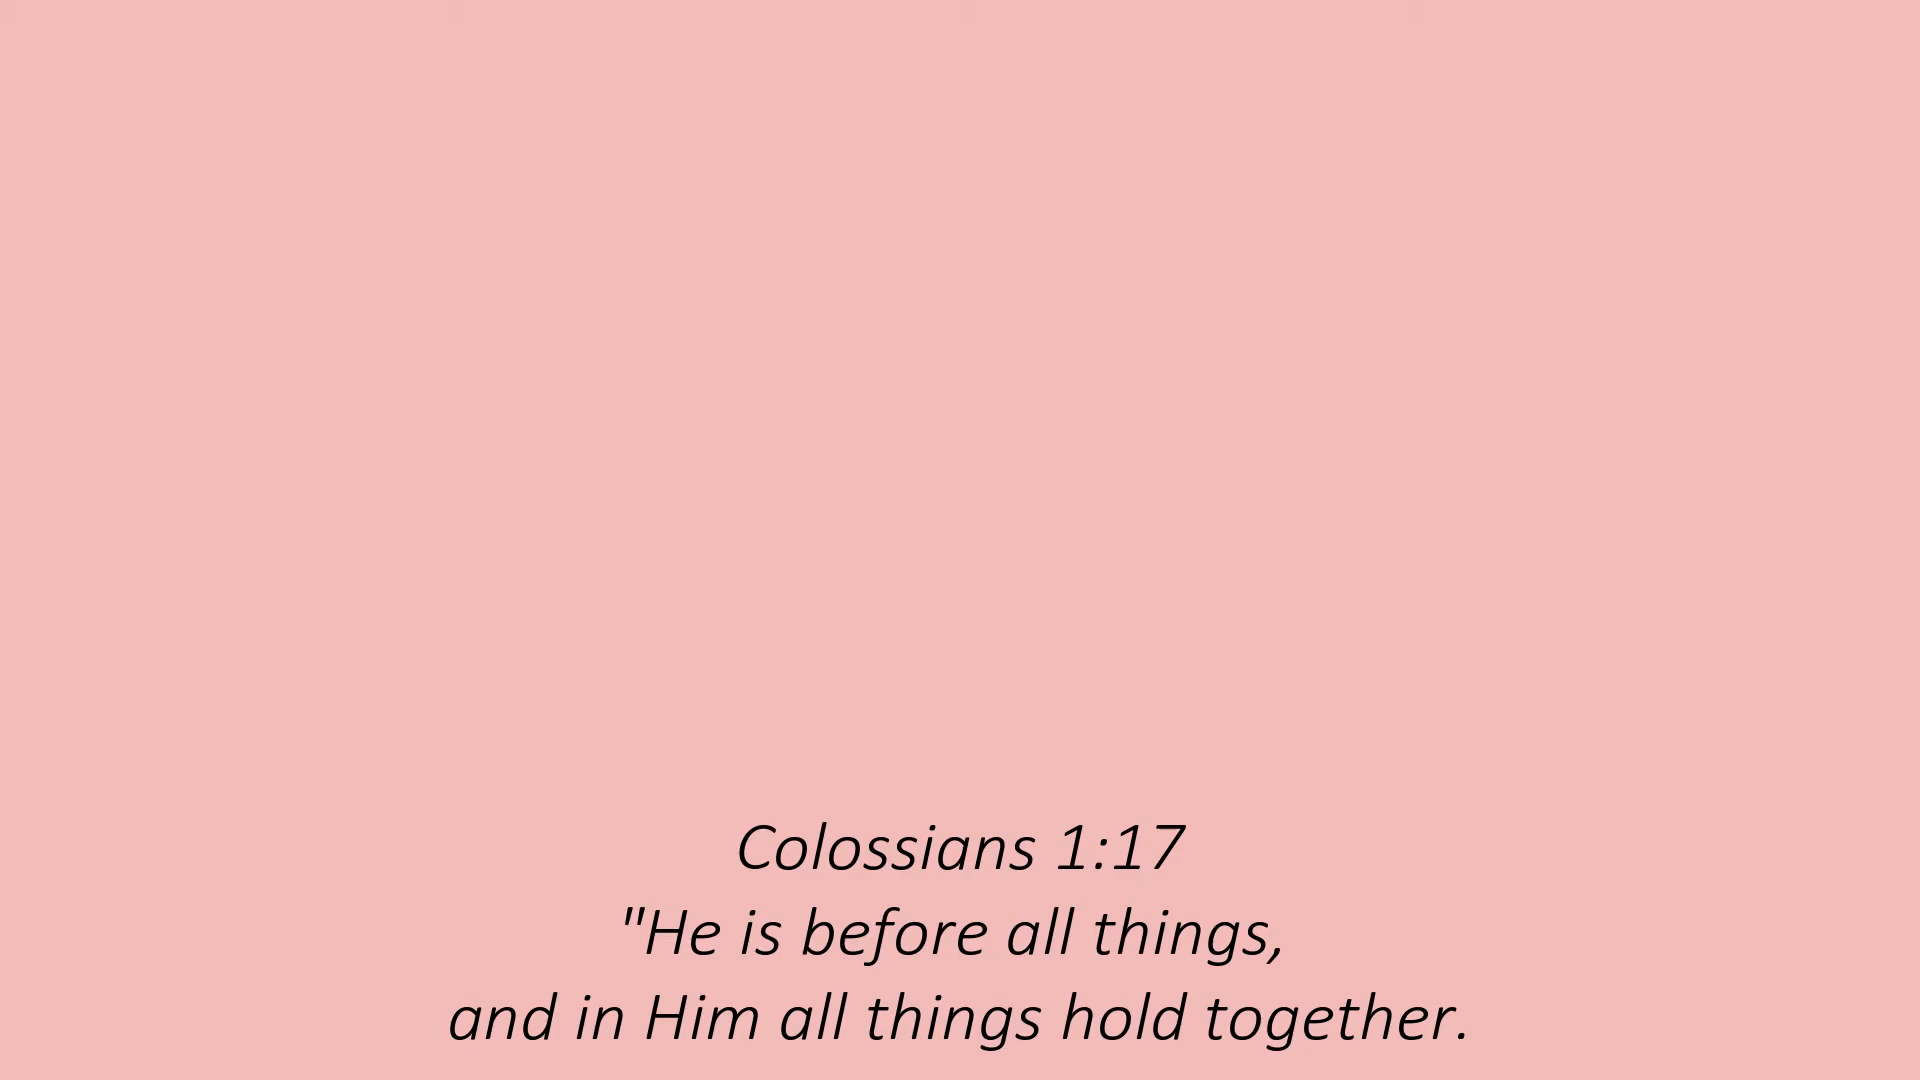 Colossians 1:17
"He is before all things,
and in Him all things hold together.